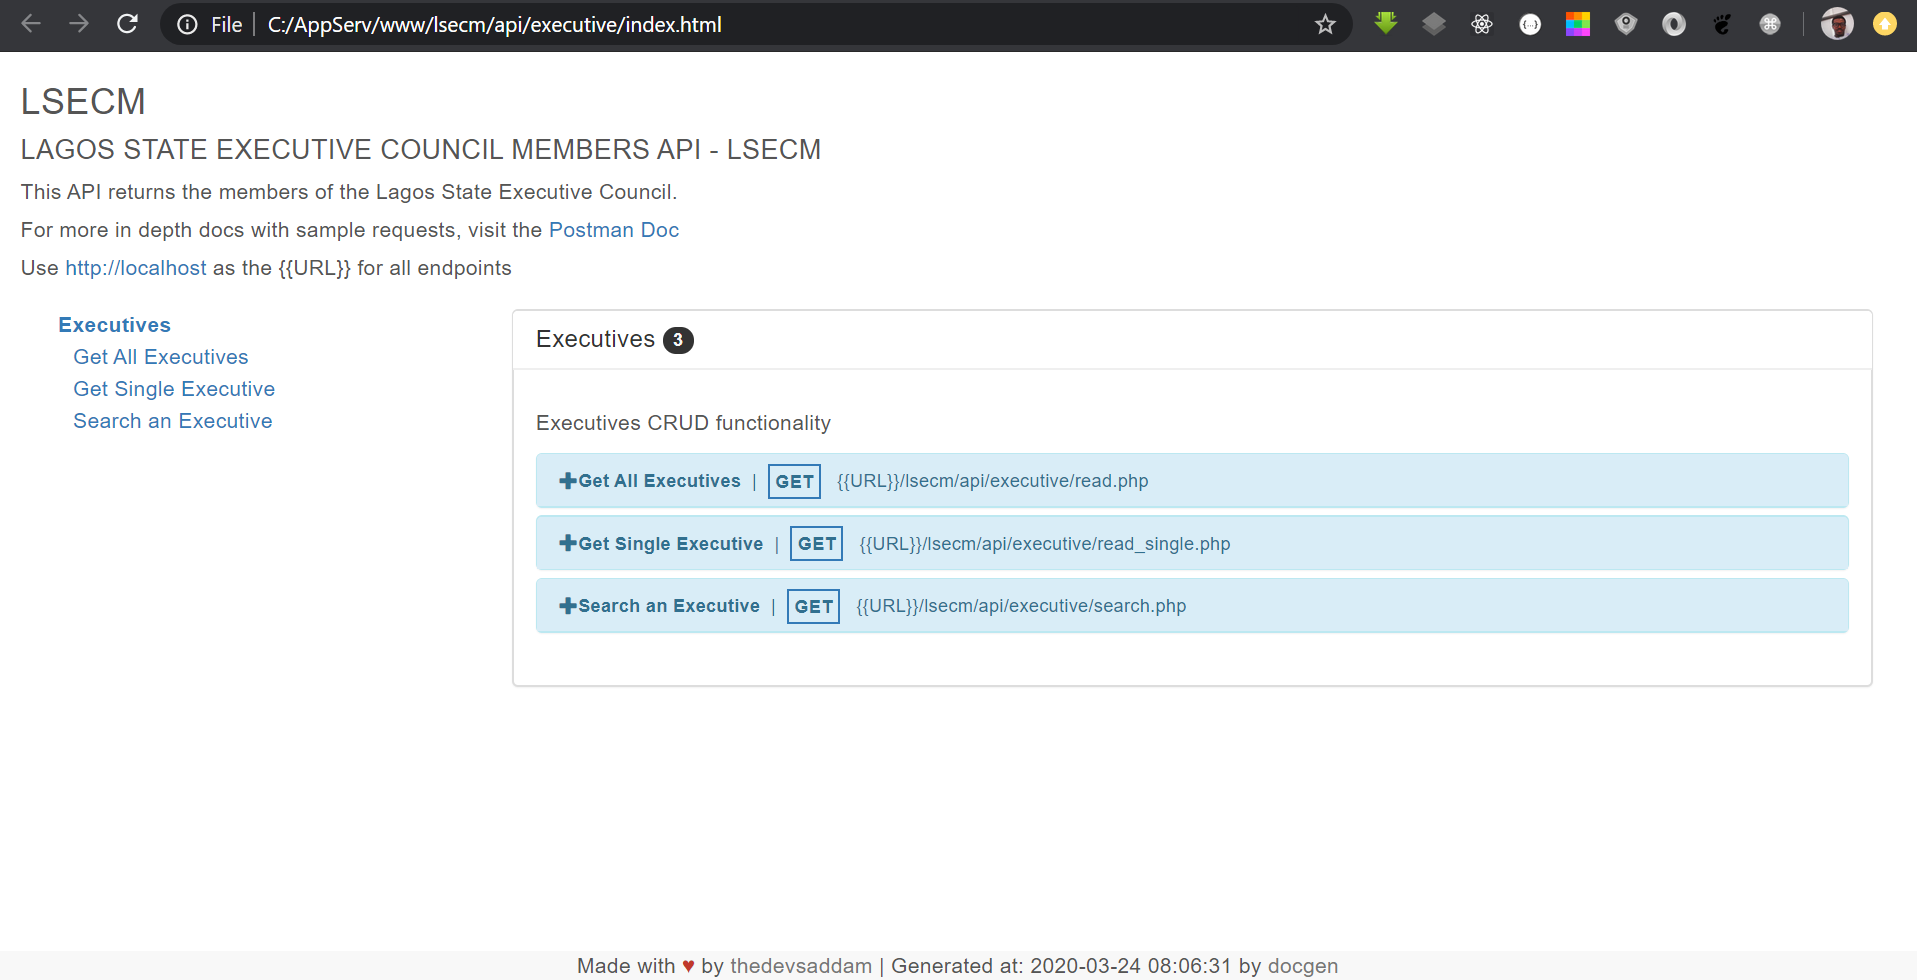 File | C:/AppServ/www/lsecm/api/executive/index.html
LSECM
LAGOS STATE EXECUTIVE COUNCIL MEMBERS API - LSECM
This API returns the members of the Lagos State Executive Council.
For more in depth docs with sample requests, visit the Postman Doc
Use http://localhost as the {{URL}} for all endpoints
Executives
Get All Executives
Get Single Executive
Search an Executive
Executives 3
Executives CRUD functionality
Get All Executives | GET {{URL}}/lsecm/api/executive/read.php
Get Single Executive | GET {{URL}}/lsecm/api/executive/read_single.php
Search an Executive | GET {{URL}}/lsecm/api/executive/search.php
Made with ♥ by thedevsaddam | Generated at: 2020-03-24 08:06:31 by docgen